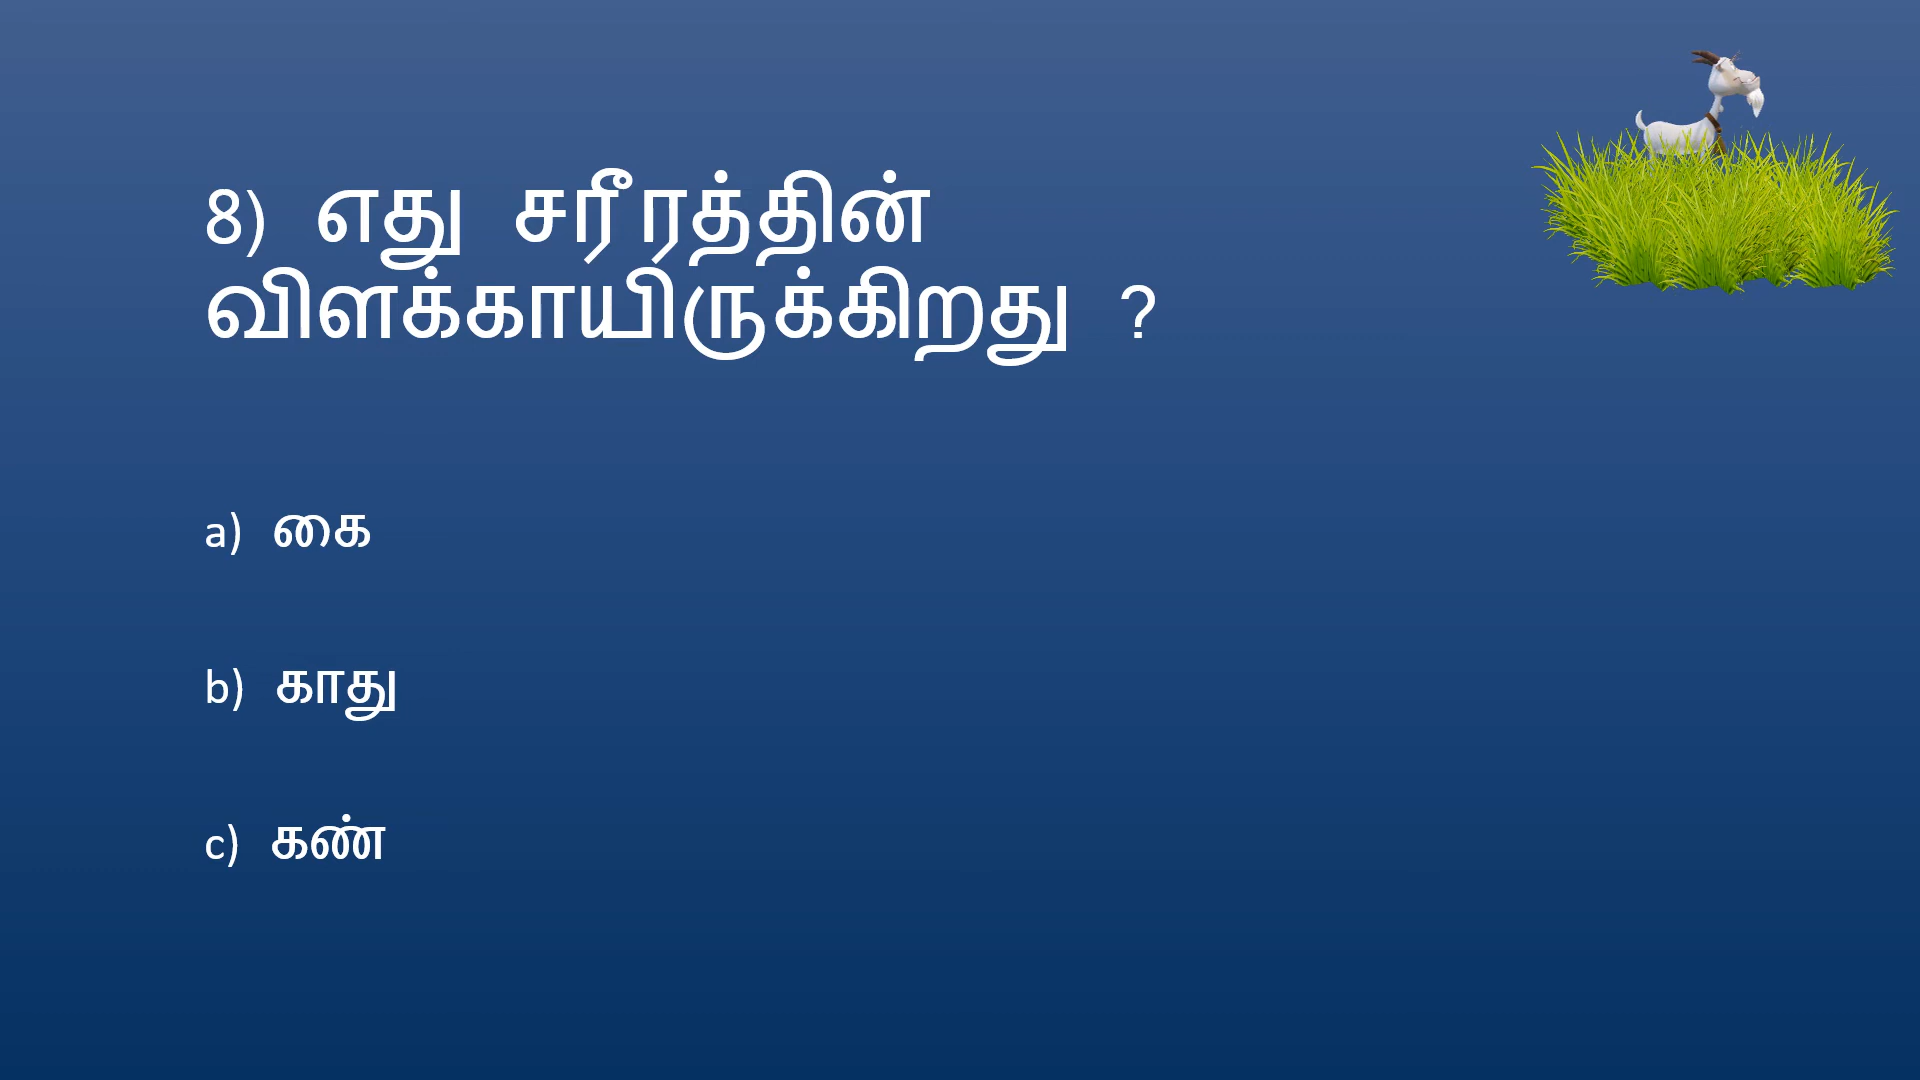 8) எது சரீரத்தின்
விளக்காயிருக்கிறது ?
a) கை
b) காது
c) கண்